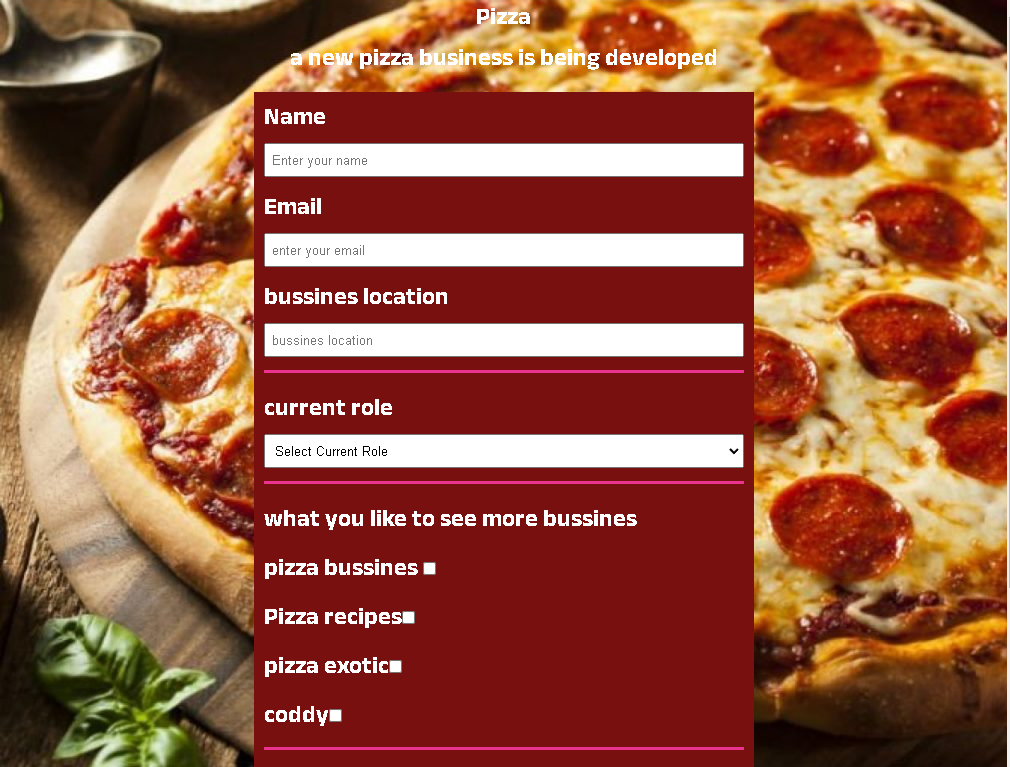 Pizza
a new pizza business is being developed
Name
Enter your name
Email
enter your email
bussines location
bussines location
current role
Select Current Role
what you like to see more bussines
pizza bussines
Pizza recipes
pizza exotic
coddy